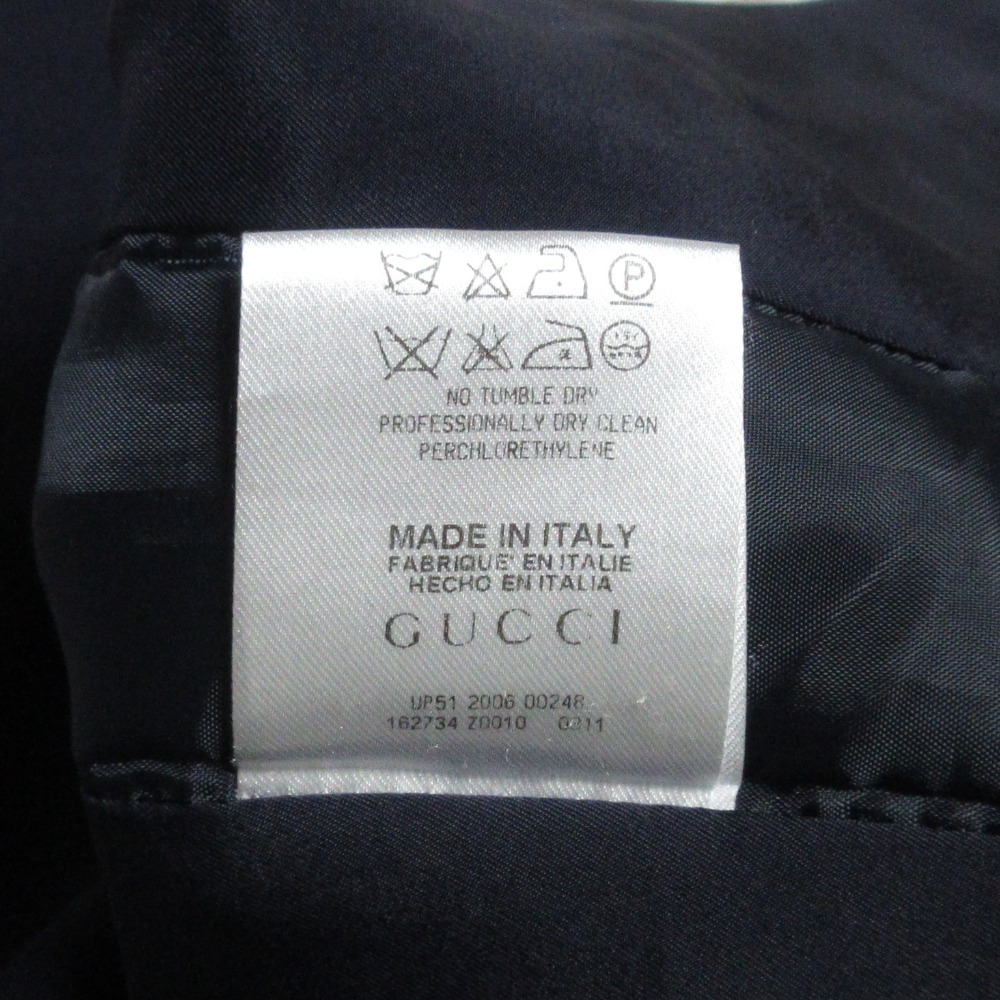 P
NO TUMBLE DRY
PROFESSIONALLY DRY CLEAN
PERCHLORETHYLENE
MADE IN ITALY
FABRIQUE' EN ITALIE
HECHO EN ITALIA
GUCCI
UP51 2006 00248
162734 Z0010 0211